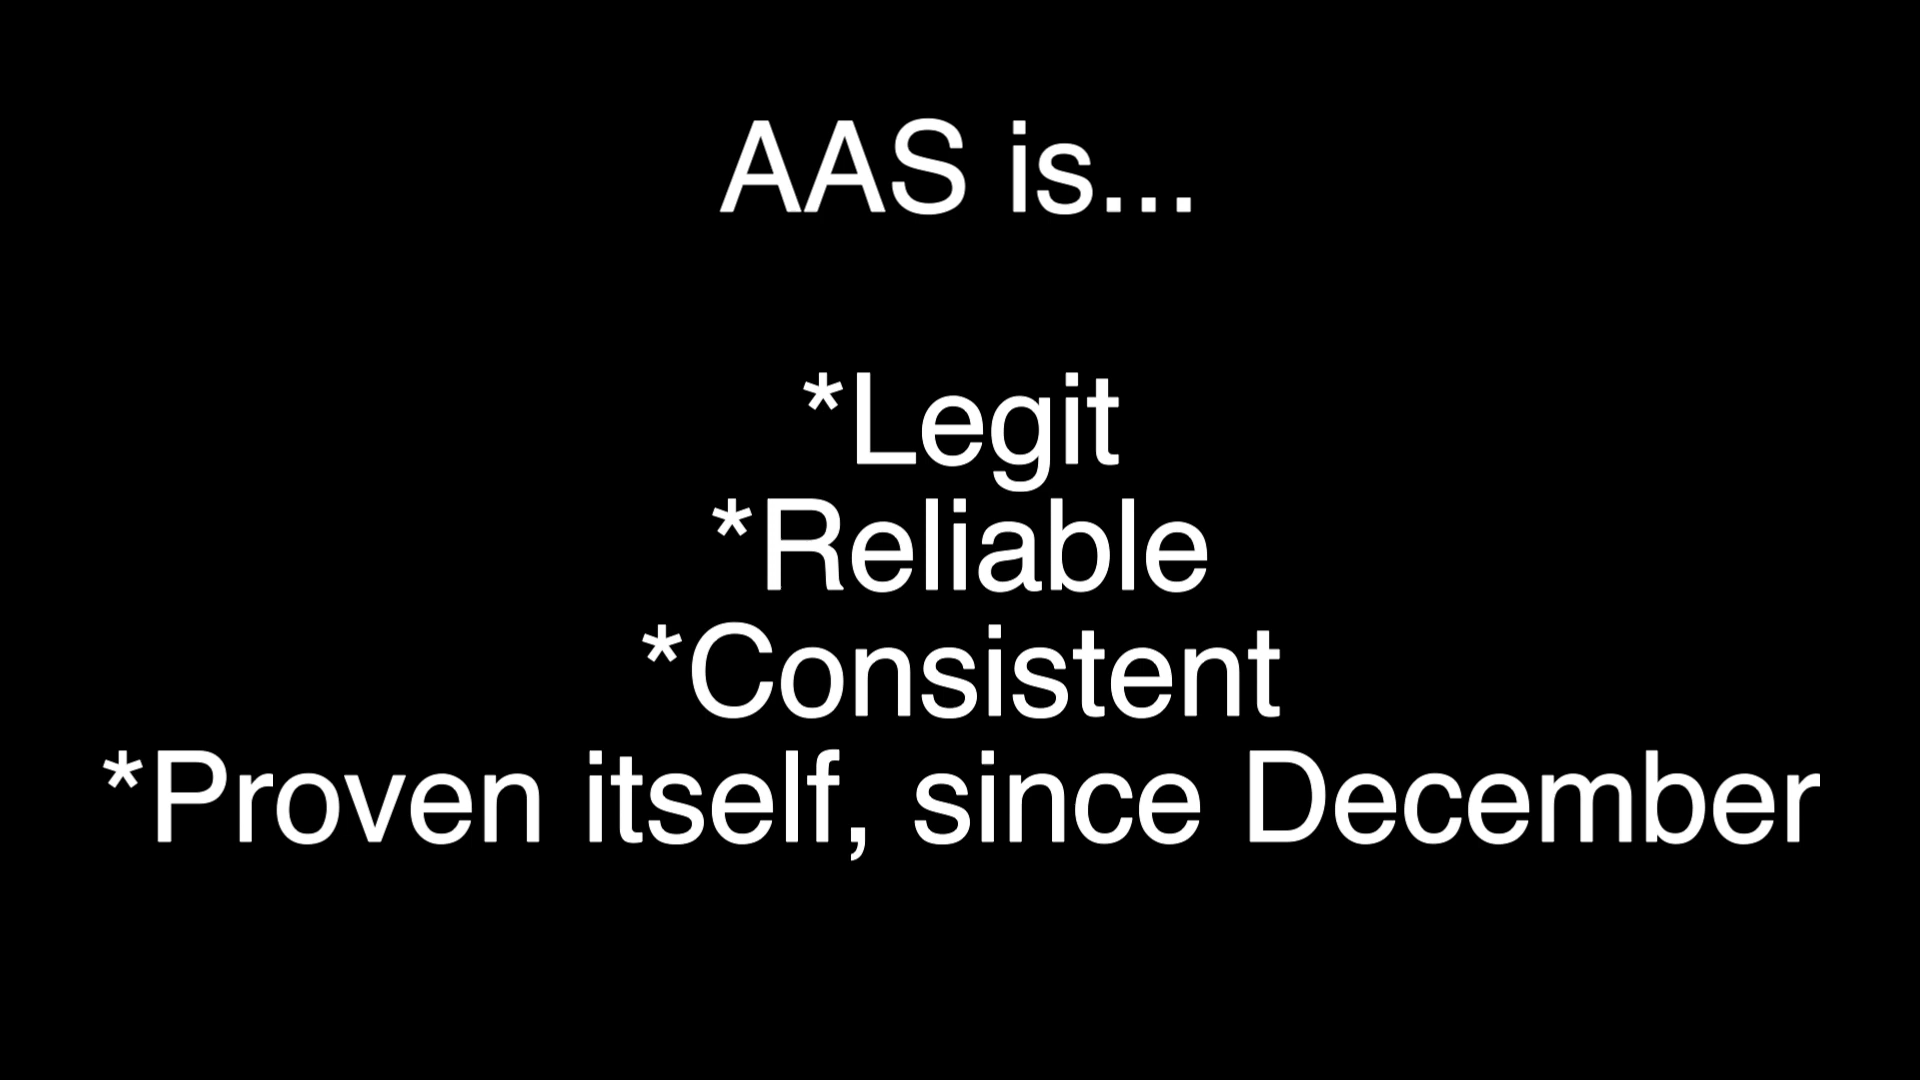 AAS is...
*Legit
*Reliable
*Consistent
*Proven itself, since December